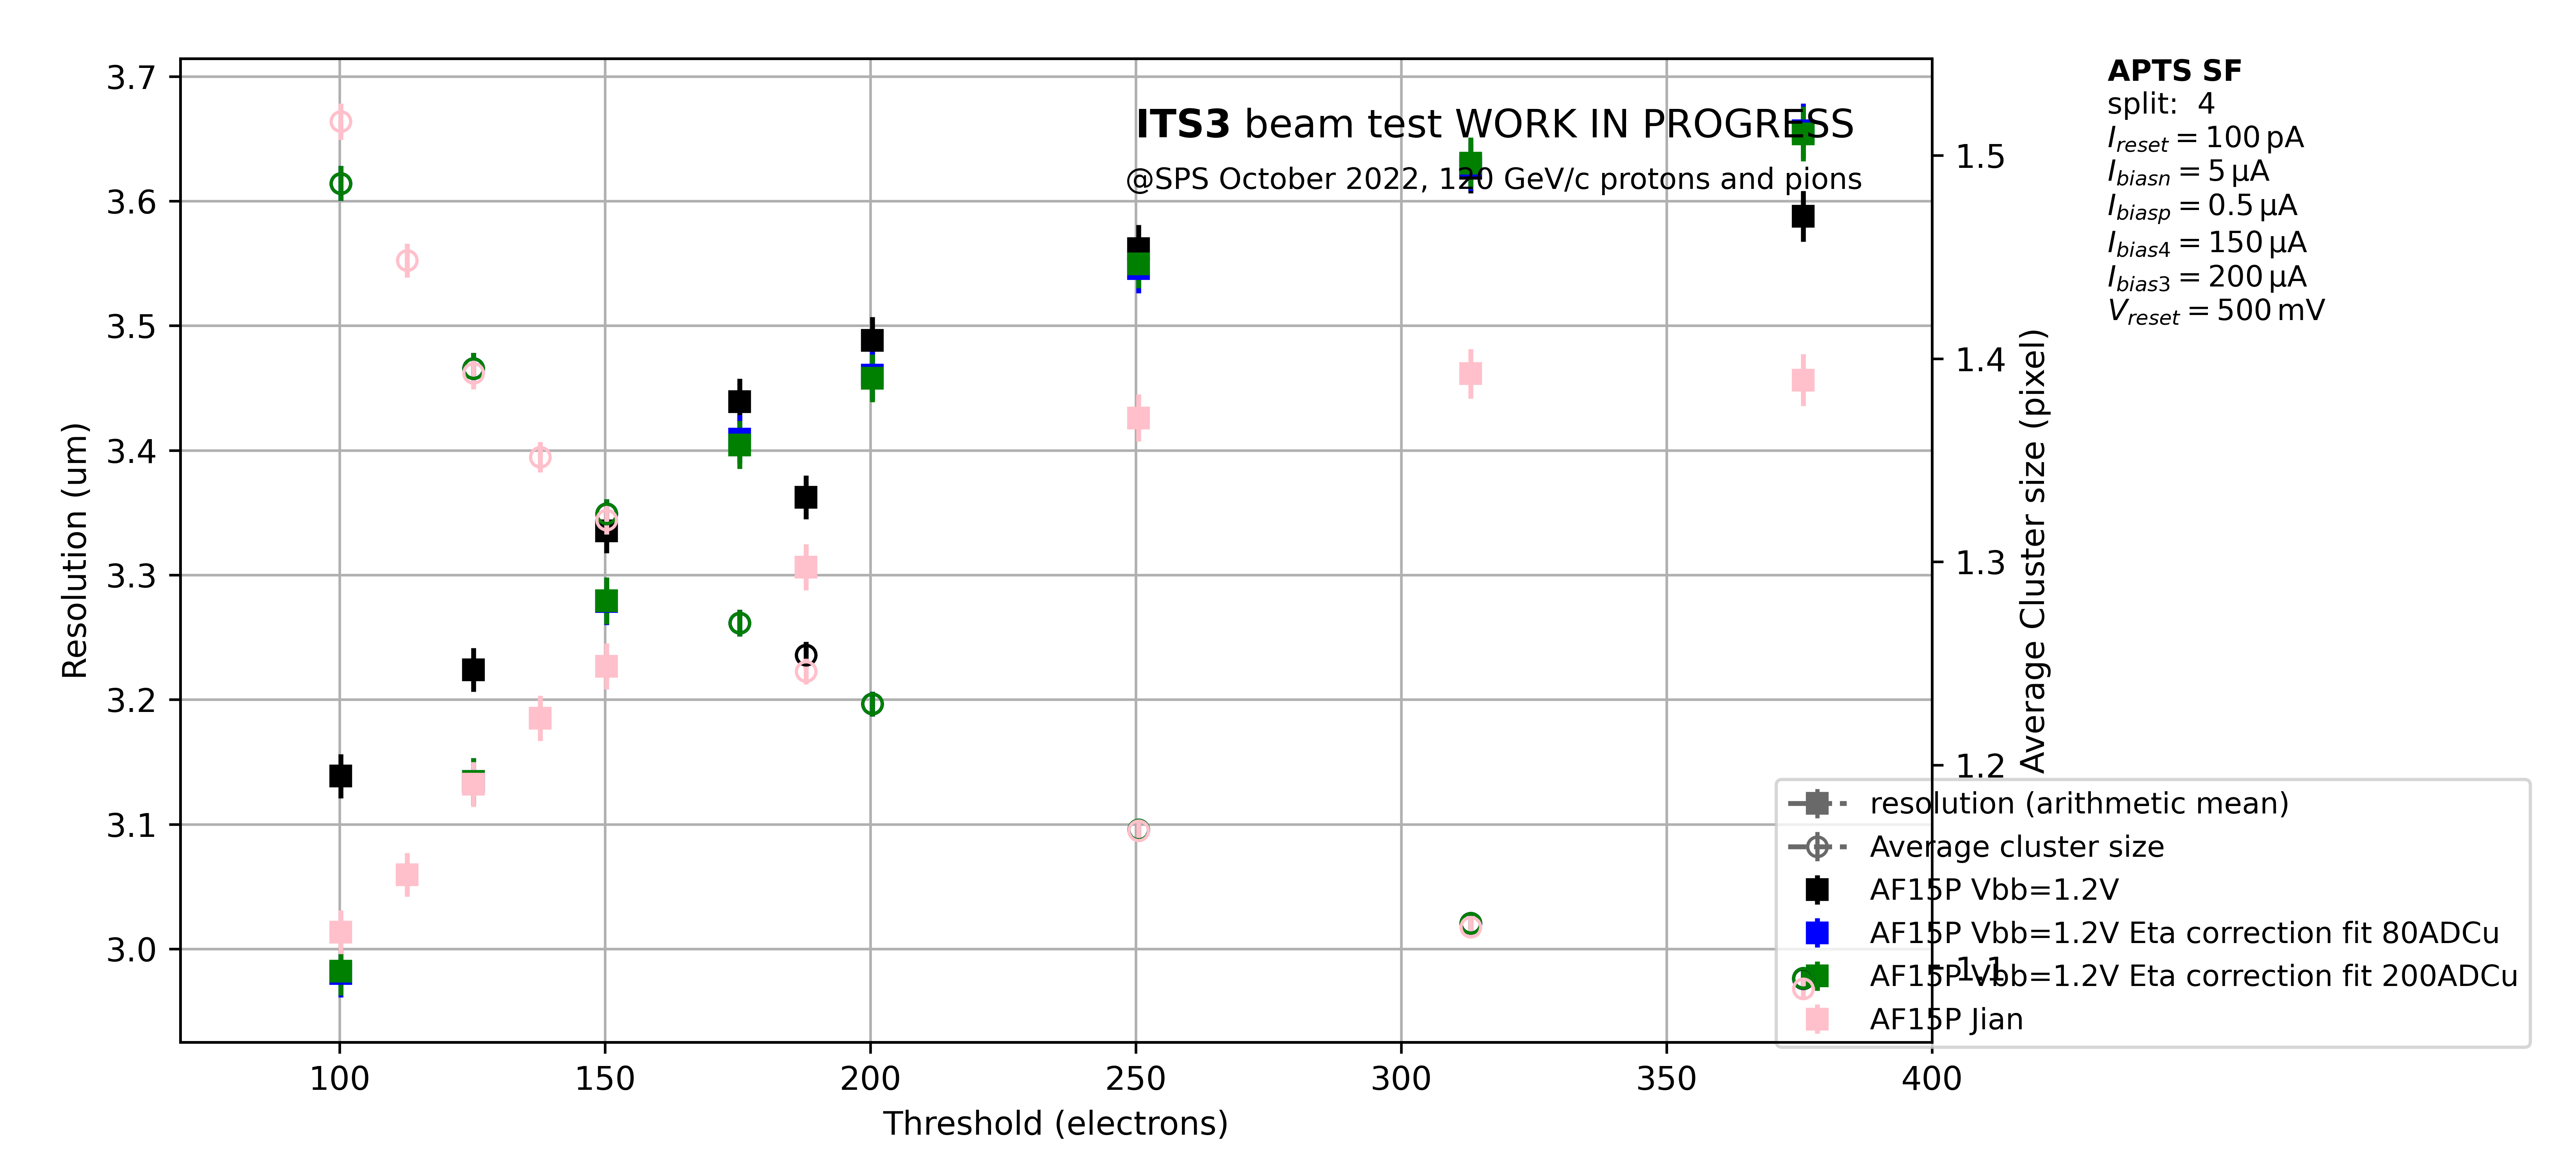 ITS3 beam test WORK IN PROGRESS
@SPS October 2022, 120 GeV/c protons and pions
APTS SF
split: 4
I_reset = 100 pA
I_biasn = 5 µA
I_biasp = 0.5 µA
I_bias4 = 150 µA
I_bias3 = 200 µA
V_reset = 500 mV
Resolution (um)
3.7
3.6
3.5
3.4
3.3
3.2
3.1
3.0
100
150
200
250
300
350
400
Threshold (electrons)
1.5
1.4
1.3
1.2
1.1
Average Cluster size (pixel)
resolution (arithmetic mean)
Average cluster size
AF15P Vbb=1.2V
AF15P Vbb=1.2V Eta correction fit 80ADCu
AF15P Vbb=1.2V Eta correction fit 200ADCu
AF15P Jian